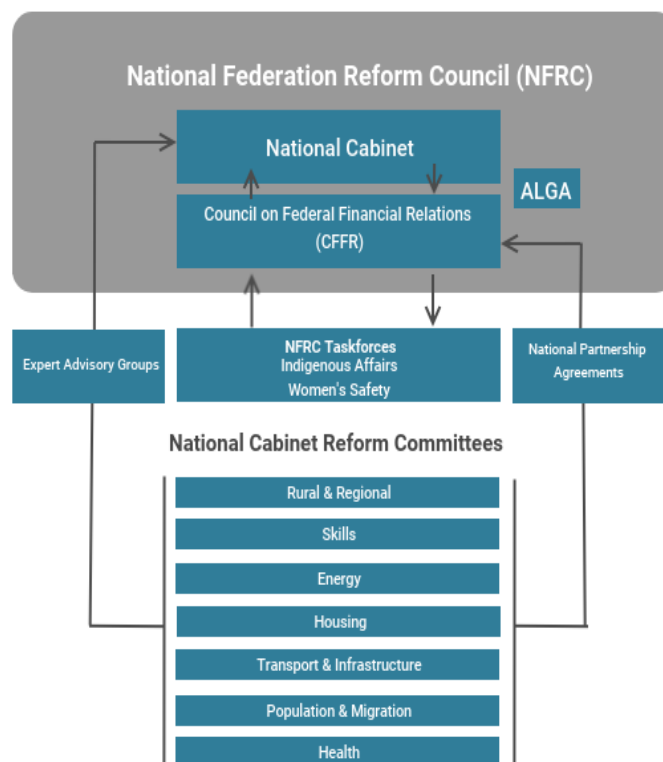 National Federation Reform Council (NFRC)
National Cabinet
ALGA
Council on Federal Financial Relations
(CFFR)
Expert Advisory Groups
NFRC Taskforces
Indigenous Affairs
Women's Safety
National Partnership
Agreements
National Cabinet Reform Committees
Rural & Regional
Skills
Energy
Housing
Transport & Infrastructure
Population & Migration
Health